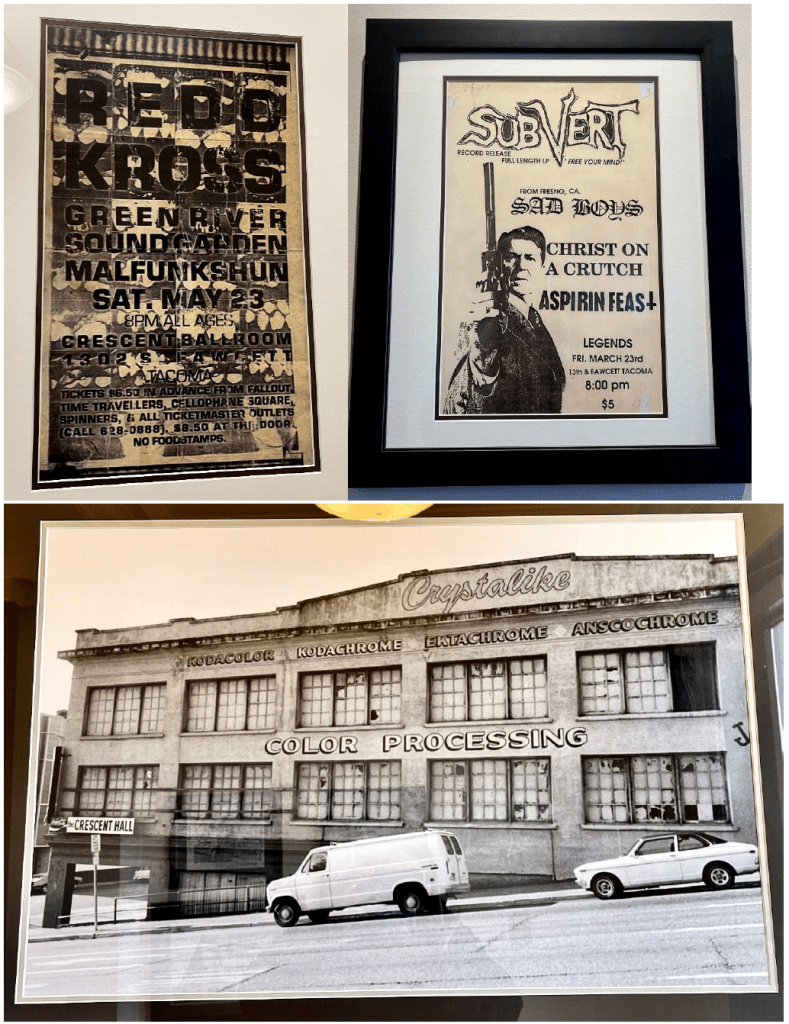 REDD
KROSS
GREEN RIVER
SOUNDGARDEN
MALFUNKSHUN
SAT. MAY 23
8PM ALL AGES
CRESCENT BALLROOM
1302 S. FAWCETT
TACOMA
TICKETS $6.50 IN ADVANCE FROM FALLOUT,
TIME TRAVELLERS, CELLOPHANE SQUARE,
SPINNERS, & ALL TICKETMASTER OUTLETS
(CALL 628-0888). $8.50 AT THE DOOR.
NO FOODSTAMPS.
SUBVERT
RECORD RELEASE
FULL LENGTH LP "FREE YOUR MIND!"
FROM FRESNO, CA.
SAD BOYS
CHRIST ON
A CRUTCH
ASPIRIN FEAST
LEGENDS
FRI. MARCH 23rd
13th & FAWCETT TACOMA
8:00 pm
$5
Crystalike
KODACOLOR KODACHROME EKTACHROME ANSCOCHROME
COLOR PROCESSING
J
CRESCENT HALL